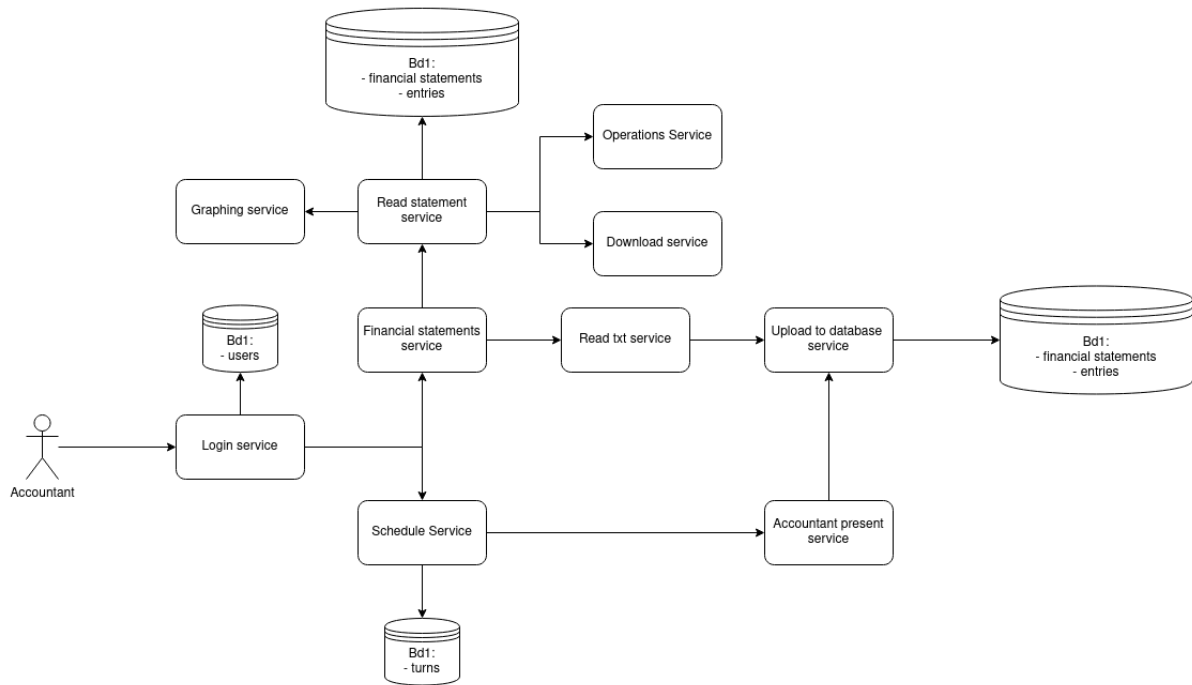 Bd1:
- financial statements
- entries
Operations Service
Graphing service
Read statement
service
Download service
Bd1:
- users
Financial statements
service
Read txt service
Upload to database
service
Bd1:
- financial statements
- entries
Login service
Accountant
Schedule Service
Accountant present
service
Bd1:
- turns